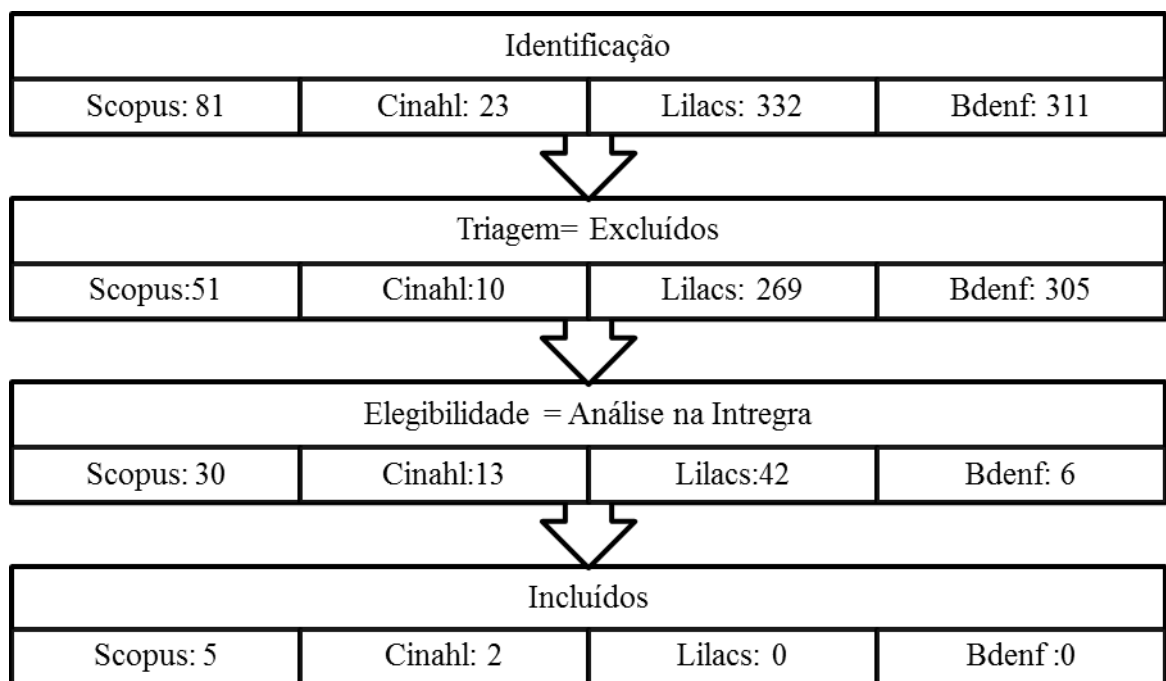 Identificação
Scopus: 81 Cinahl: 23 Lilacs: 332 Bdenf: 311
Triagem= Excluídos
Scopus:51 Cinahl:10 Lilacs: 269 Bdenf: 305
Elegibilidade = Análise na Intregra
Scopus: 30 Cinahl:13 Lilacs:42 Bdenf: 6
Incluídos
Scopus: 5 Cinahl: 2 Lilacs: 0 Bdenf :0